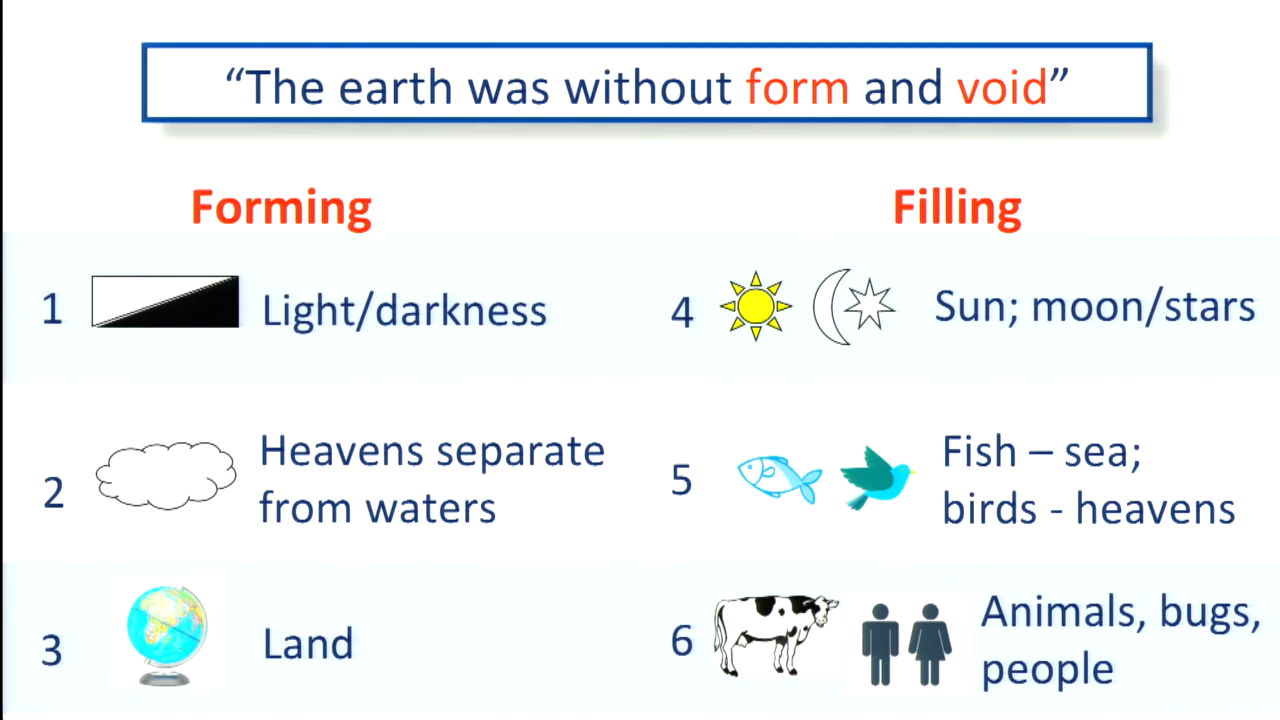 “The earth was without form and void”
Forming
Filling
1
Light/darkness
4
Sun; moon/stars
2
Heavens separate
from waters
5
Fish – sea;
birds - heavens
3
Land
6
Animals, bugs,
people